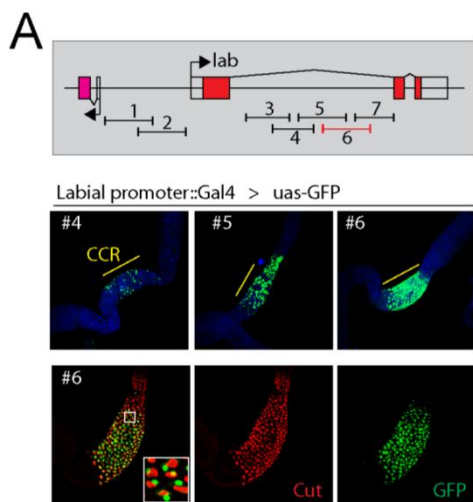 A
lab
3 5 7
1
2 4 6
Labial promoter::Gal4 > uas-GFP
#4 #5 #6
CCR
#6
Cut GFP